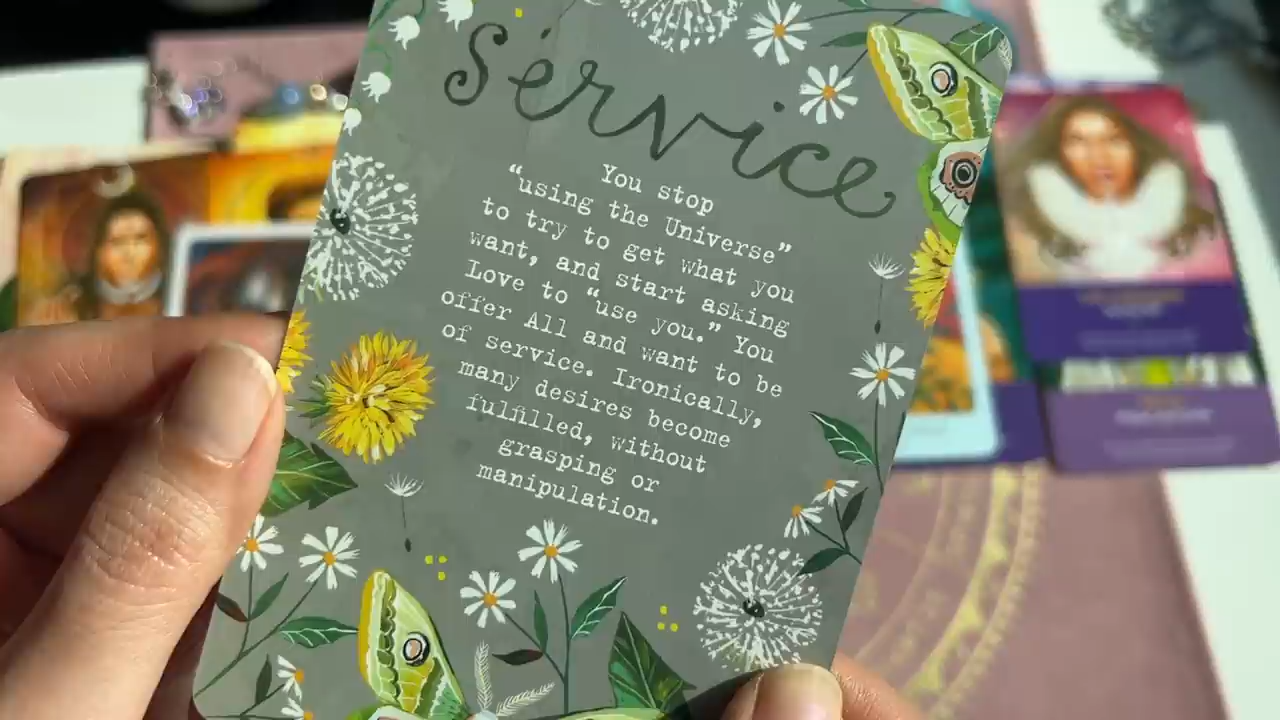 Service
You stop
“using the Universe”
to try to get what you
want, and start asking
Love to “use you.” You
offer All and want to be
of service. Ironically,
many desires become
fulfilled, without
grasping or
manipulation.